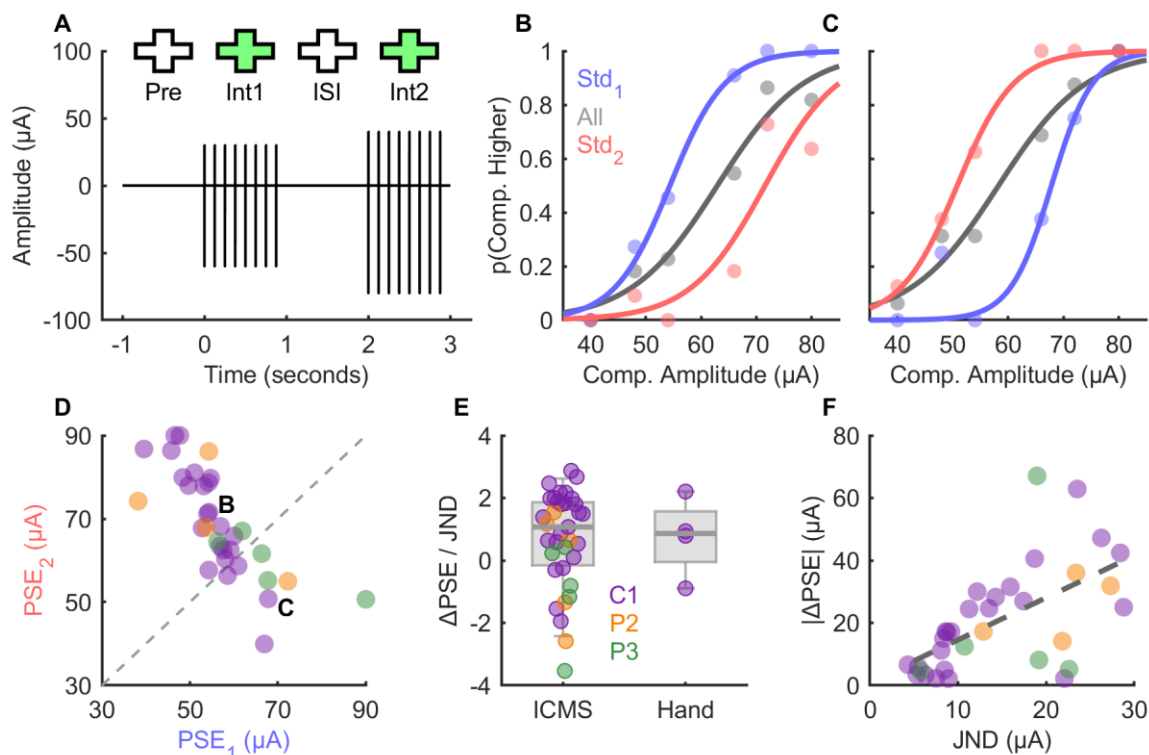 A
Pre Int1 ISI Int2
Amplitude (μA)
100
50
0
-50
-100
-1 0 1 2 3
Time (seconds)
B
Std1
All
Std2
p(Comp. Higher)
1
0.8
0.6
0.4
0.2
0
40 50 60 70 80
Comp. Amplitude (μA)
C
40 50 60 70 80
Comp. Amplitude (μA)
D
PSE2 (μA)
90
70
50
30
B
C
30 50 70 90
PSE1 (μA)
E
ΔPSE / JND
4
2
0
-2
-4
C1
P2
P3
ICMS Hand
F
|ΔPSE| (μA)
80
60
40
20
0
0 10 20 30
JND (μA)